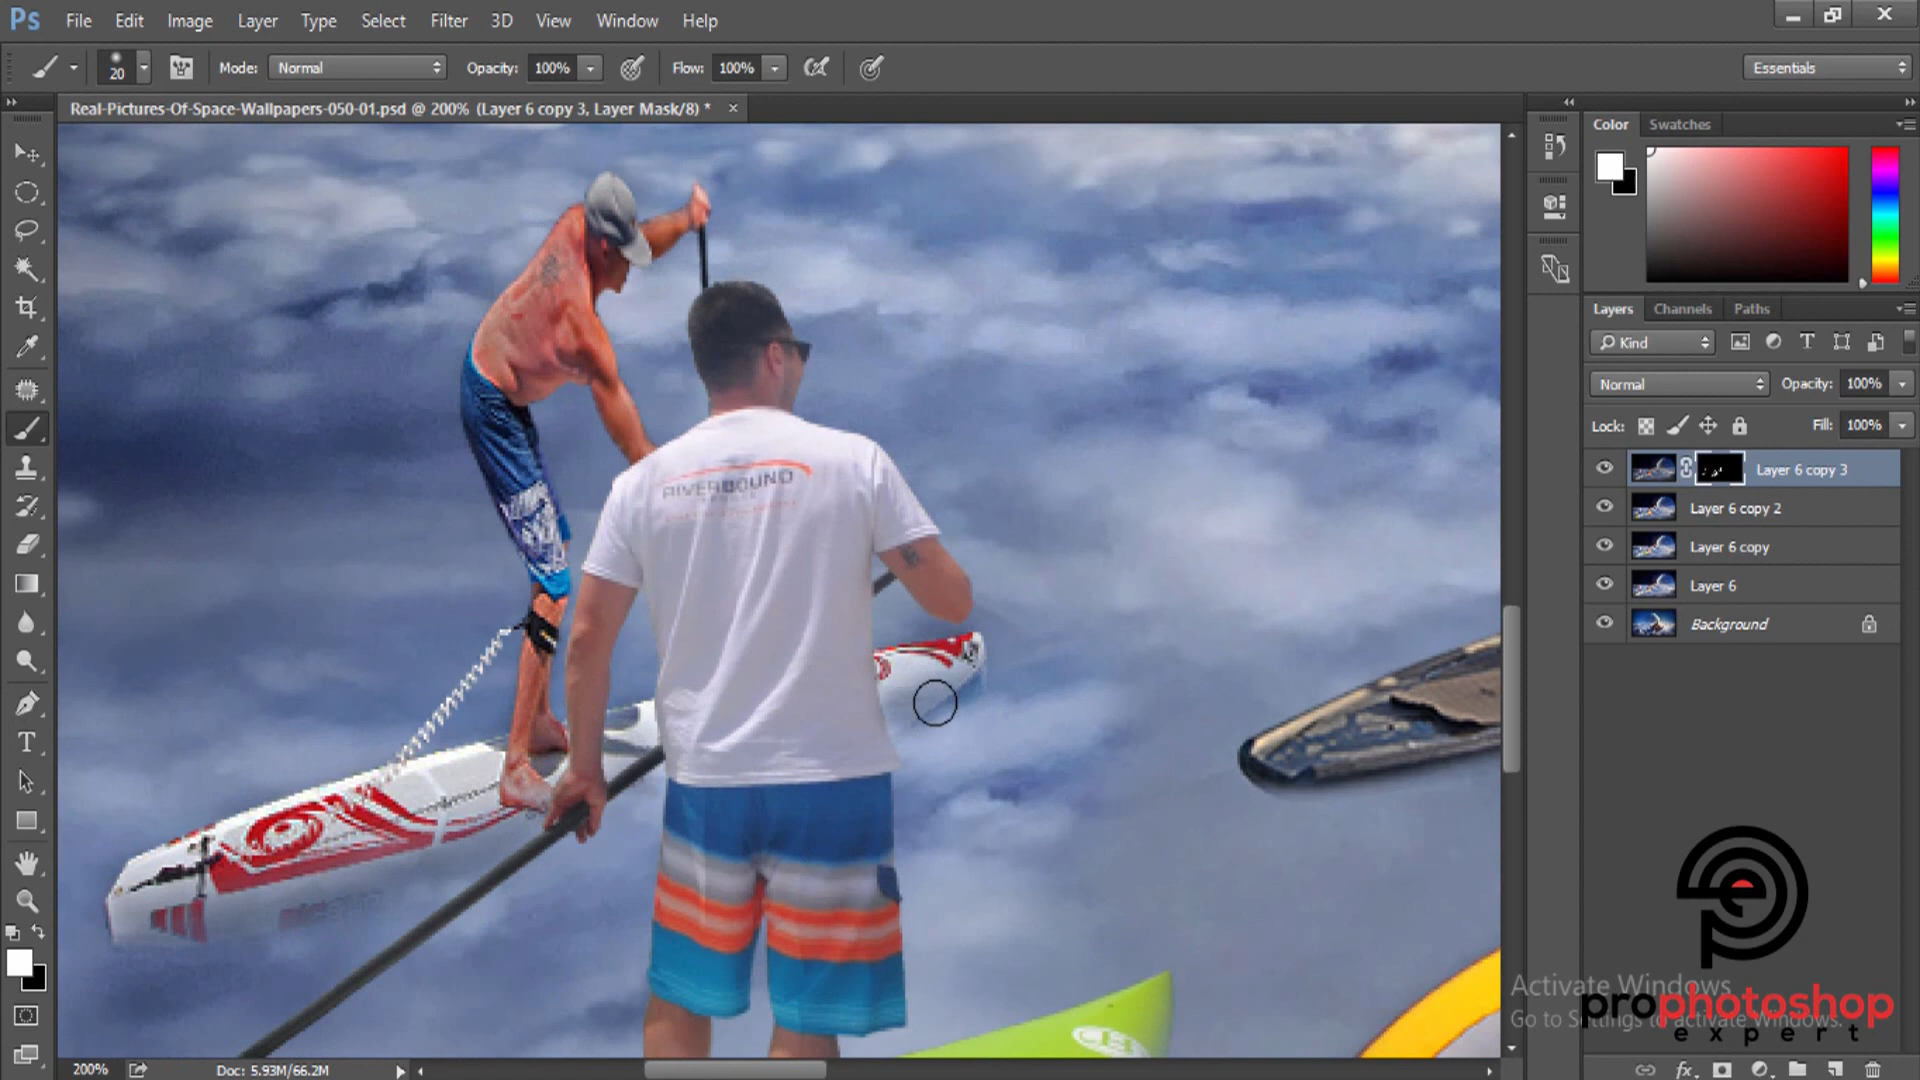 Ps File Edit Image Layer Type Select Filter 3D View Window Help
20 Mode: Normal Opacity: 100% Flow: 100% Essentials
Real-Pictures-Of-Space-Wallpapers-050-01.psd @ 200% (Layer 6 copy 3, Layer Mask/8) *
Color Swatches
Layers Channels Paths
Kind
Normal Opacity: 100%
Lock: Fill: 100%
Layer 6 copy 3
Layer 6 copy 2
Layer 6 copy
Layer 6
Background
RIVERBOUND
Activate Windows
Go to Settings to activate Windows.
prophotoshop
expert
200% Doc: 5.93M/66.2M
fx